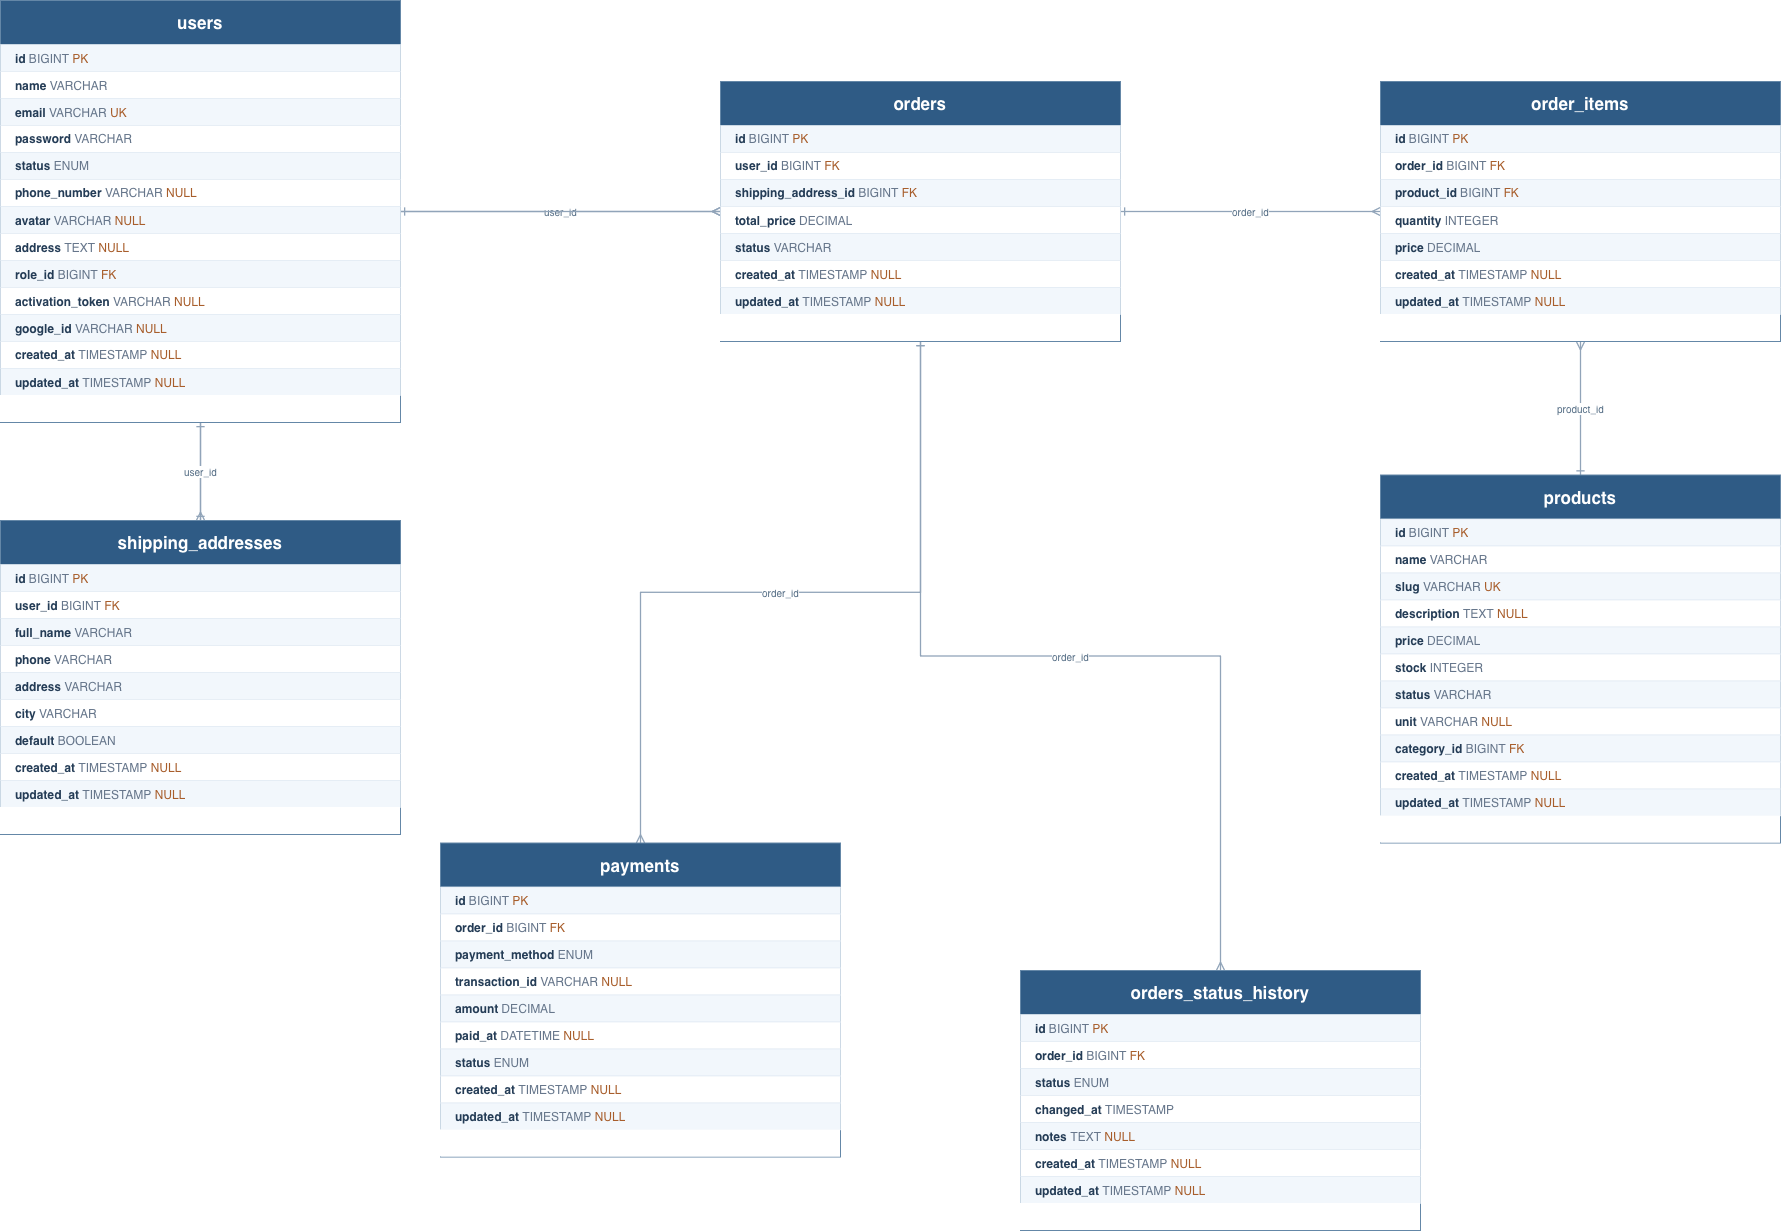 users
id BIGINT PK
name VARCHAR
email VARCHAR UK
password VARCHAR
status ENUM
phone_number VARCHAR NULL
avatar VARCHAR NULL
address TEXT NULL
role_id BIGINT FK
activation_token VARCHAR NULL
google_id VARCHAR NULL
created_at TIMESTAMP NULL
updated_at TIMESTAMP NULL
user_id
orders
id BIGINT PK
user_id BIGINT FK
shipping_address_id BIGINT FK
total_price DECIMAL
status VARCHAR
created_at TIMESTAMP NULL
updated_at TIMESTAMP NULL
order_id
order_items
id BIGINT PK
order_id BIGINT FK
product_id BIGINT FK
quantity INTEGER
price DECIMAL
created_at TIMESTAMP NULL
updated_at TIMESTAMP NULL
user_id
product_id
shipping_addresses
id BIGINT PK
user_id BIGINT FK
full_name VARCHAR
phone VARCHAR
address VARCHAR
city VARCHAR
default BOOLEAN
created_at TIMESTAMP NULL
updated_at TIMESTAMP NULL
order_id
order_id
products
id BIGINT PK
name VARCHAR
slug VARCHAR UK
description TEXT NULL
price DECIMAL
stock INTEGER
status VARCHAR
unit VARCHAR NULL
category_id BIGINT FK
created_at TIMESTAMP NULL
updated_at TIMESTAMP NULL
payments
id BIGINT PK
order_id BIGINT FK
payment_method ENUM
transaction_id VARCHAR NULL
amount DECIMAL
paid_at DATETIME NULL
status ENUM
created_at TIMESTAMP NULL
updated_at TIMESTAMP NULL
orders_status_history
id BIGINT PK
order_id BIGINT FK
status ENUM
changed_at TIMESTAMP
notes TEXT NULL
created_at TIMESTAMP NULL
updated_at TIMESTAMP NULL